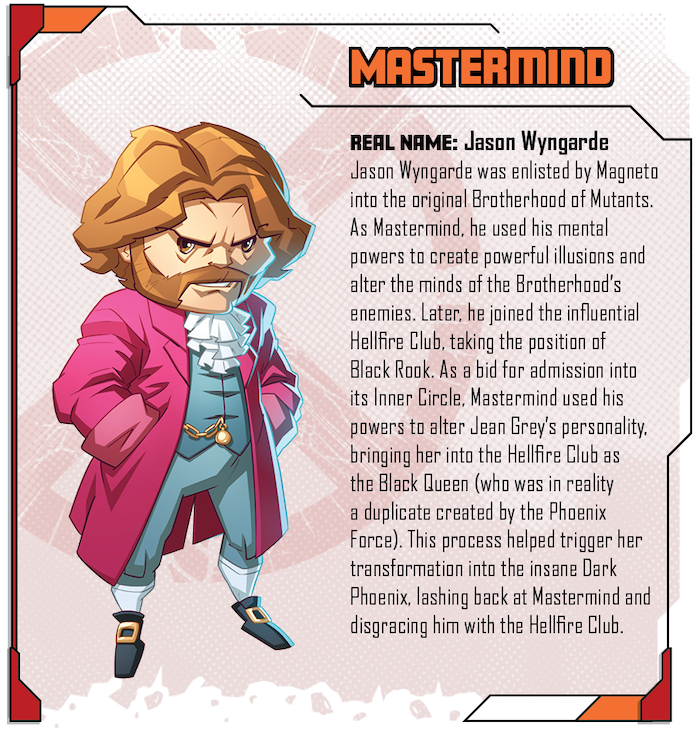 MASTERMIND
REAL NAME: Jason Wyngarde
Jason Wyngarde was enlisted by Magneto
into the original Brotherhood of Mutants.
As Mastermind, he used his mental
powers to create powerful illusions and
alter the minds of the Brotherhood's
enemies. Later, he joined the influential
Hellfire Club, taking the position of
Black Rook. As a bid for admission into
its Inner Circle, Mastermind used his
powers to alter Jean Grey's personality,
bringing her into the Hellfire Club as
the Black Queen (who was in reality
a duplicate created by the Phoenix
Force). This process helped trigger her
transformation into the insane Dark
Phoenix, lashing back at Mastermind and
disgracing him with the Hellfire Club.